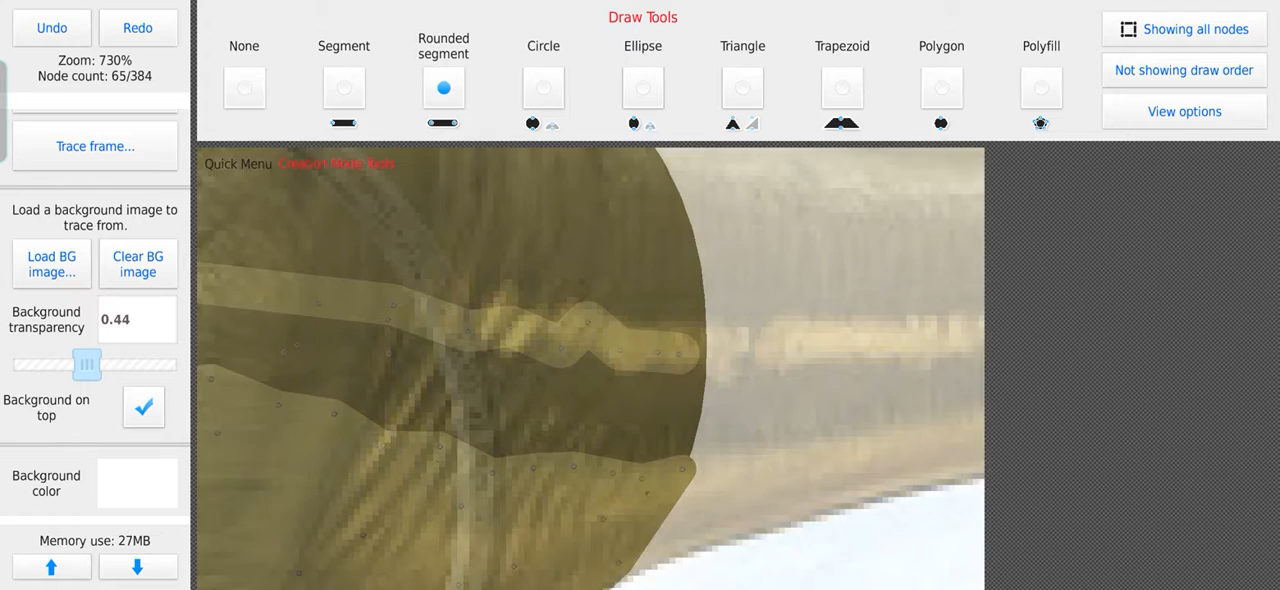 Undo
Redo
Zoom: 730%
Node count: 65/384
Trace frame...
Load a background image to
trace from.
Load BG
image...
Clear BG
image
Background
transparency
0.44
Background on
top
Background
color
Memory use: 27MB
Draw Tools
None
Segment
Rounded
segment
Circle
Ellipse
Triangle
Trapezoid
Polygon
Polyfill
Showing all nodes
Not showing draw order
View options
Quick Menu
Creation Mode Tools